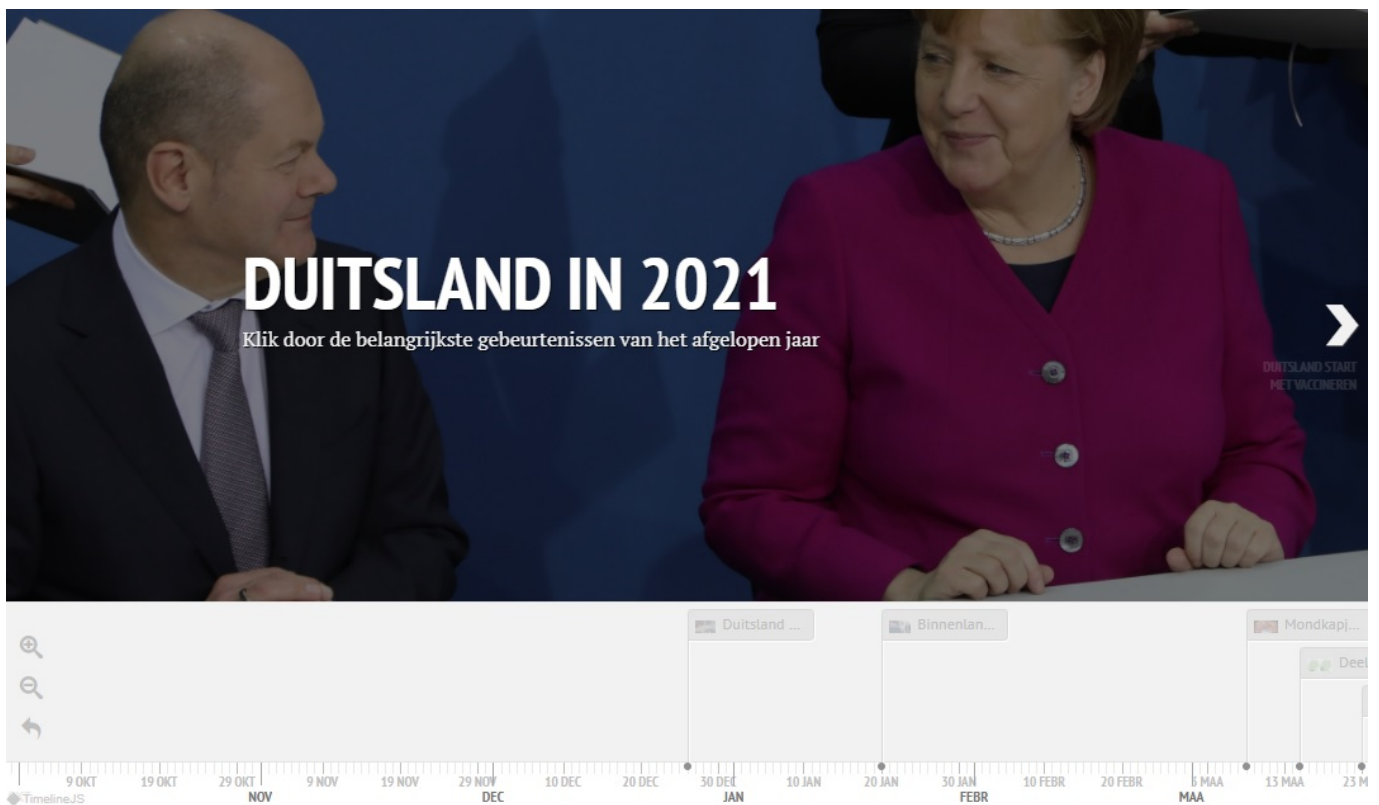 DUITSLAND IN 2021
Klik door de belangrijkste gebeurtenissen van het afgelopen jaar
DUITSLAND START
MET VACCINEREN
Duitsland ...
Binnenlan...
Mondkapj...
Deel
9 OKT 19 OKT 29 OKT 9 NOV 19 NOV 29 NOV 10 DEC 20 DEC 30 DEC 10 JAN 20 JAN 30 JAN 10 FEBR 20 FEBR 5 MAA 13 MAA 23 M
TimelineJS NOV DEC JAN FEBR MAA